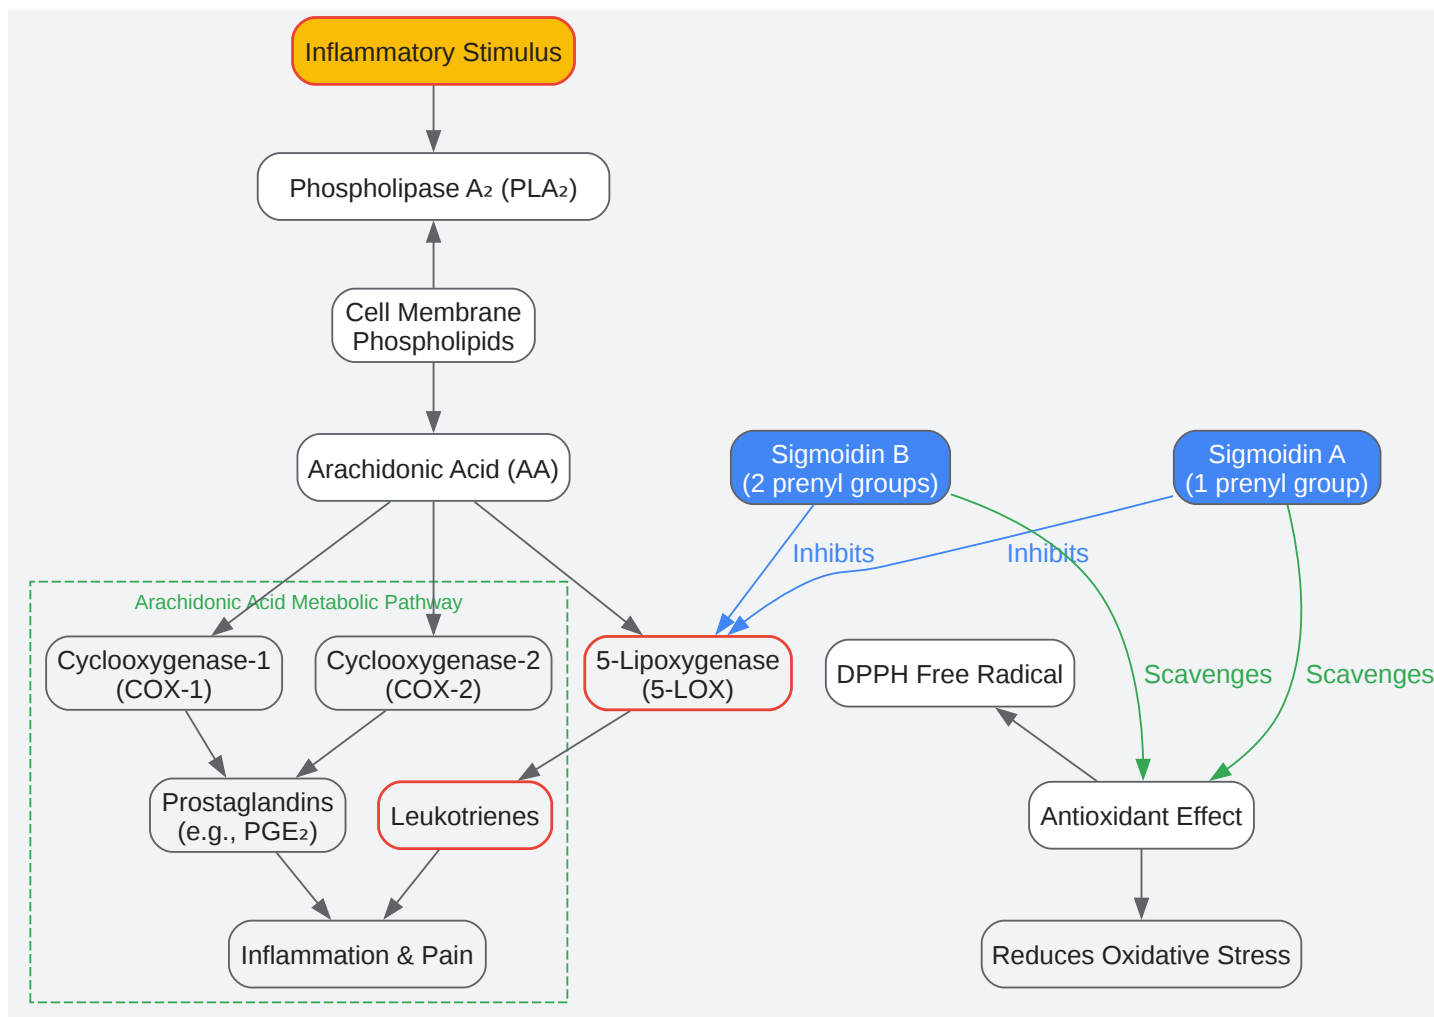 Inflammatory Stimulus
Phospholipase A₂ (PLA₂)
Cell Membrane
Phospholipids
Arachidonic Acid (AA)
Sigmoidin B
(2 prenyl groups)
Sigmoidin A
(1 prenyl group)
Inhibits
Inhibits
Arachidonic Acid Metabolic Pathway
Cyclooxygenase-1
(COX-1)
Cyclooxygenase-2
(COX-2)
5-Lipoxygenase
(5-LOX)
DPPH Free Radical
Scavenges
Scavenges
Prostaglandins
(e.g., PGE₂)
Leukotrienes
Antioxidant Effect
Inflammation & Pain
Reduces Oxidative Stress